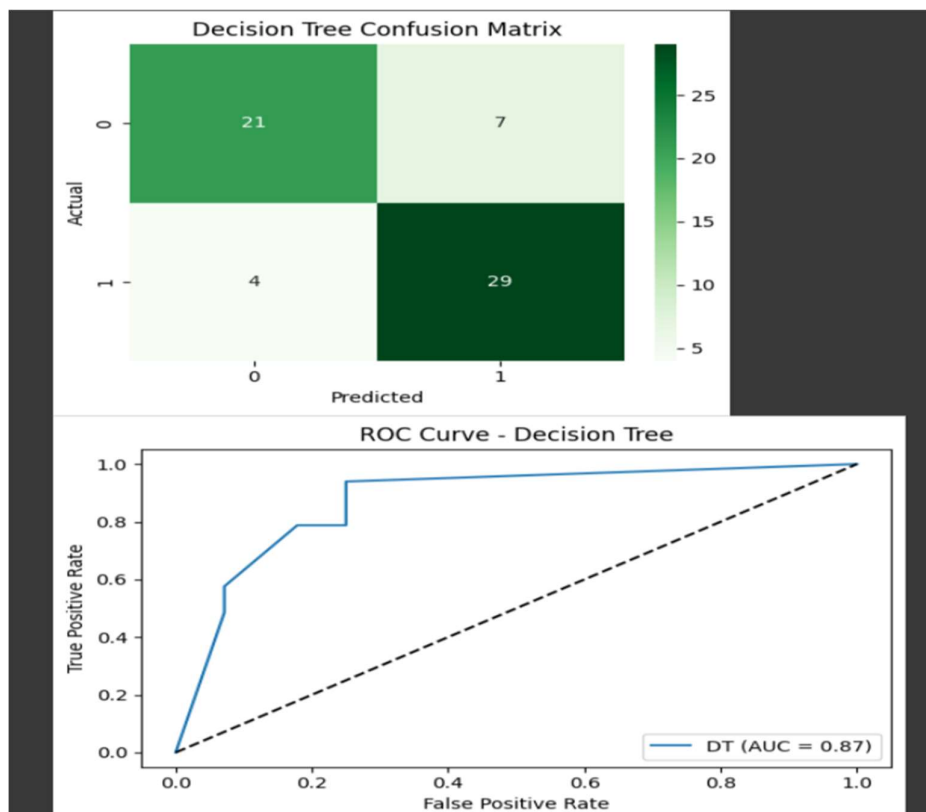 Decision Tree Confusion Matrix
0
21
7
25
20
Actual
15
1
4
29
10
5
0 1
Predicted
ROC Curve - Decision Tree
1.0
0.8
True Positive Rate
0.6
0.4
0.2
0.0
DT (AUC = 0.87)
0.0 0.2 0.4 0.6 0.8 1.0
False Positive Rate